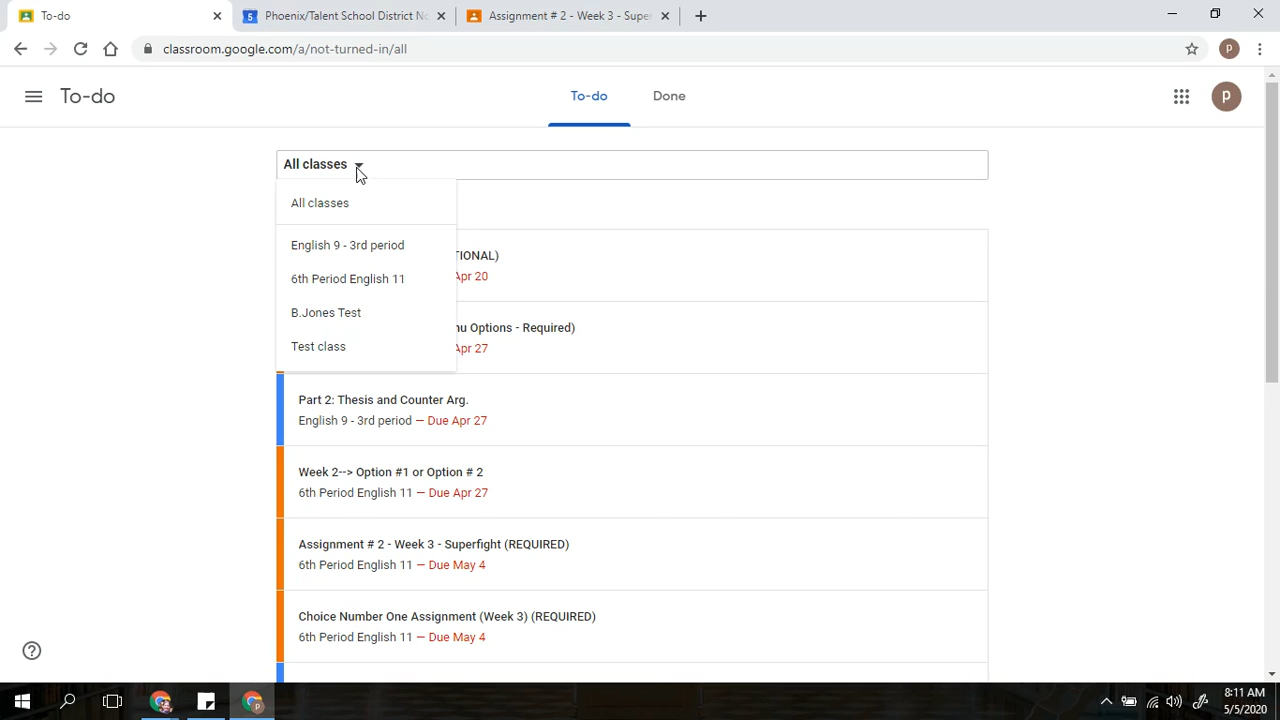 To-do
Phoenix/Talent School District No
Assignment # 2 - Week 3 - Super
classroom.google.com/a/not-turned-in/all
P
To-do
To-do
Done
P
All classes
All classes
English 9 - 3rd period
6th Period English 11
B.Jones Test
Test class
TIONAL)
Apr 20
nu Options - Required)
Apr 27
Part 2: Thesis and Counter Arg.
English 9 - 3rd period — Due Apr 27
Week 2--> Option #1 or Option # 2
6th Period English 11 — Due Apr 27
Assignment # 2 - Week 3 - Superfight (REQUIRED)
6th Period English 11 — Due May 4
Choice Number One Assignment (Week 3) (REQUIRED)
6th Period English 11 — Due May 4
8:11 AM
5/5/2020